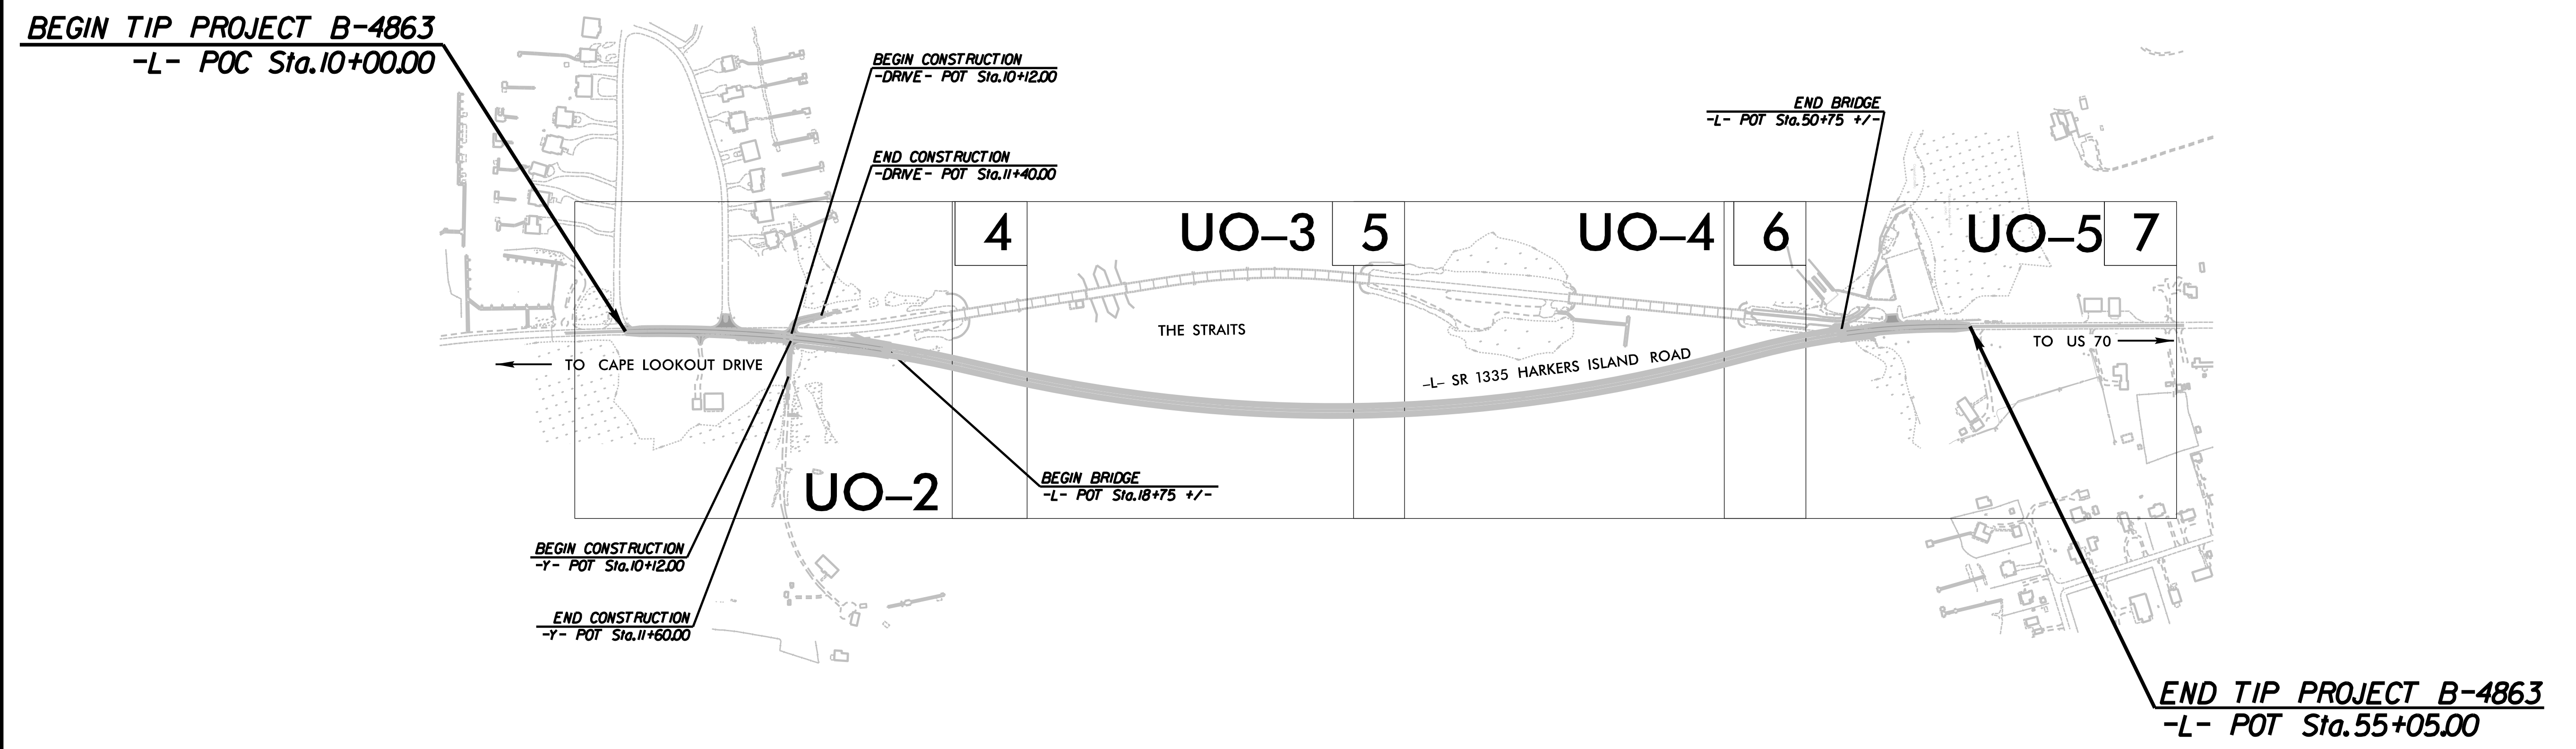 BEGIN TIP PROJECT B-4863
-L- POC Sta.10+00.00
BEGIN CONSTRUCTION
-DRIVE- POT Sta.10+12.00
END CONSTRUCTION
-DRIVE- POT Sta.11+40.00
END BRIDGE
-L- POT Sta.50+75 +/-
4
UO-3
5
UO-4
6
UO-5
7
THE STRAITS
TO CAPE LOOKOUT DRIVE
-L- SR 1335 HARKERS ISLAND ROAD
TO US 70
UO-2
BEGIN BRIDGE
-L- POT Sta.18+75 +/-
BEGIN CONSTRUCTION
-Y- POT Sta.10+12.00
END CONSTRUCTION
-Y- POT Sta.11+60.00
END TIP PROJECT B-4863
-L- POT Sta.55+05.00